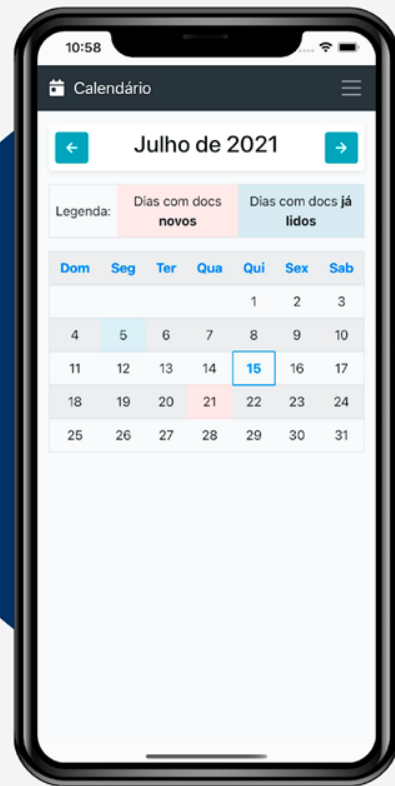 10:58
Calendário
Julho de 2021
Legenda: Dias com docs novos Dias com docs já lidos
Dom Seg Ter Qua Qui Sex Sab
1 2 3
4 5 6 7 8 9 10
11 12 13 14 15 16 17
18 19 20 21 22 23 24
25 26 27 28 29 30 31